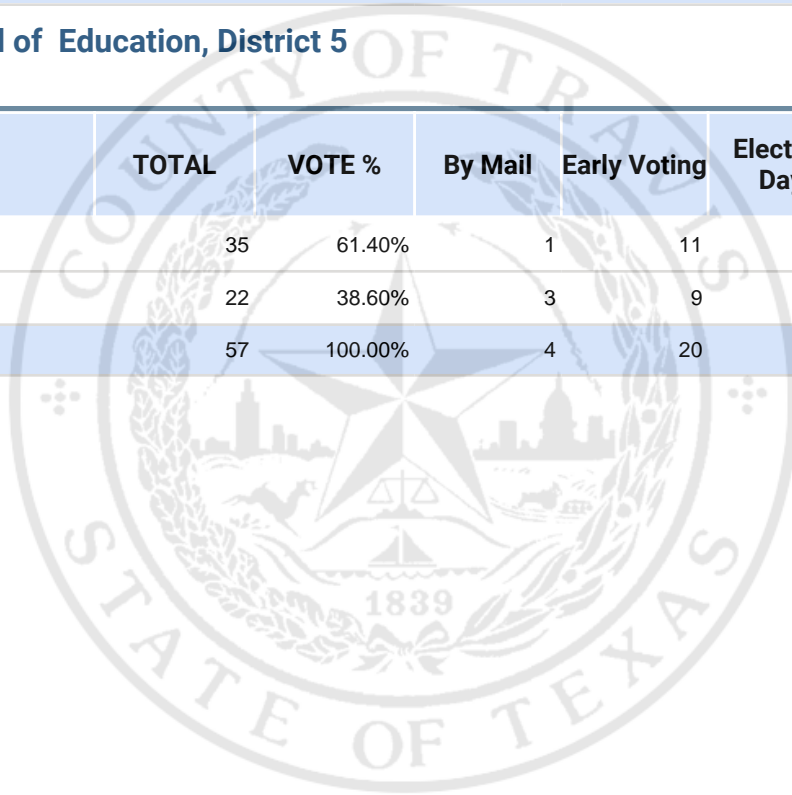 of Education, District 5
TOTAL VOTE % By Mail Early Voting
35 61.40% 1 11
22 38.60% 3 9
57 100.00% 4 20
COUNTY OF TRAVIS
1839
STATE OF TEXAS